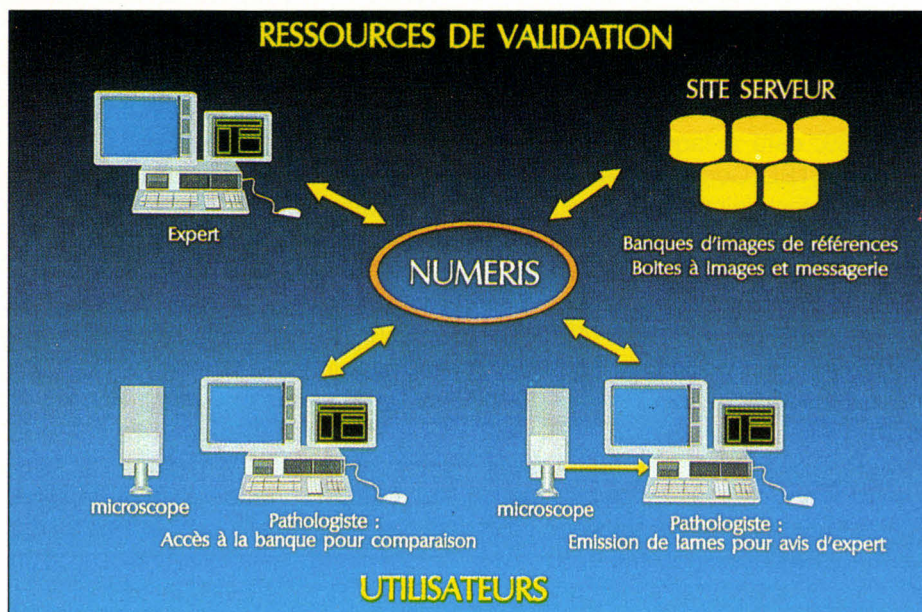 RESSOURCES DE VALIDATION
SITE SERVEUR
Expert
Banques d'images de références
Boites à Images et messagerie
NUMERIS
microscope
Pathologiste :
Accès à la banque pour comparaison
microscope
Pathologiste :
Emission de lames pour avis d'expert
UTILISATEURS